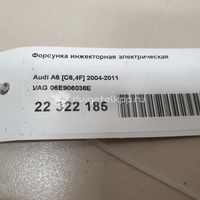 Форсунка инжекторная электрическая
Audi A6 [C6,4F] 2004-2011
VAG 06E906036E
22 322 185